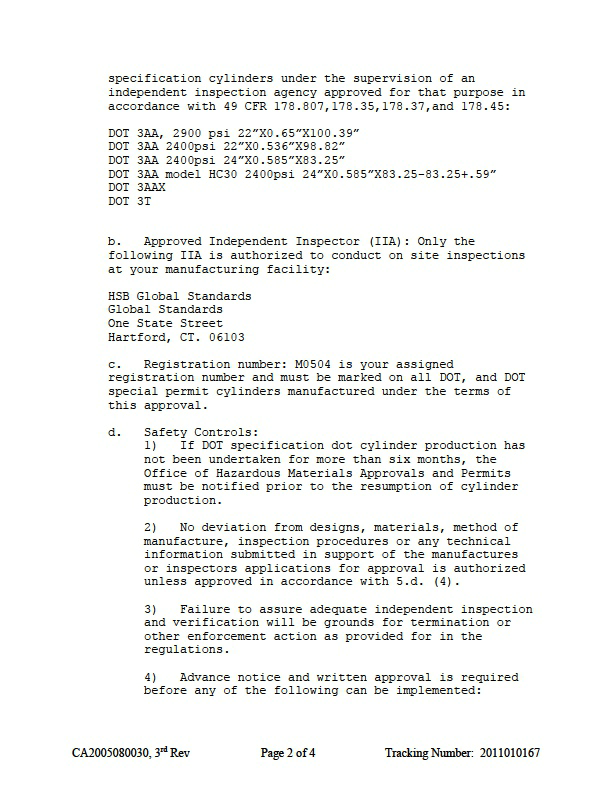 specification cylinders under the supervision of an
independent inspection agency approved for that purpose in
accordance with 49 CFR 178.807,178.35,178.37,and 178.45:
DOT 3AA, 2900 psi 22”X0.65”X100.39”
DOT 3AA 2400psi 22”X0.536”X98.82”
DOT 3AA 2400psi 24”X0.585”X83.25”
DOT 3AA model HC30 2400psi 24”X0.585”X83.25-83.25+.59”
DOT 3AAX
DOT 3T
b. Approved Independent Inspector (IIA): Only the
following IIA is authorized to conduct on site inspections
at your manufacturing facility:
HSB Global Standards
Global Standards
One State Street
Hartford, CT. 06103
c. Registration number: M0504 is your assigned
registration number and must be marked on all DOT, and DOT
special permit cylinders manufactured under the terms of
this approval.
d. Safety Controls:
1) If DOT specification dot cylinder production has
not been undertaken for more than six months, the
Office of Hazardous Materials Approvals and Permits
must be notified prior to the resumption of cylinder
production.
2) No deviation from designs, materials, method of
manufacture, inspection procedures or any technical
information submitted in support of the manufactures
or inspectors applications for approval is authorized
unless approved in accordance with 5.d. (4).
3) Failure to assure adequate independent inspection
and verification will be grounds for termination or
other enforcement action as provided for in the
regulations.
4) Advance notice and written approval is required
before any of the following can be implemented:
CA2005080030, 3rd Rev Page 2 of 4 Tracking Number: 2011010167